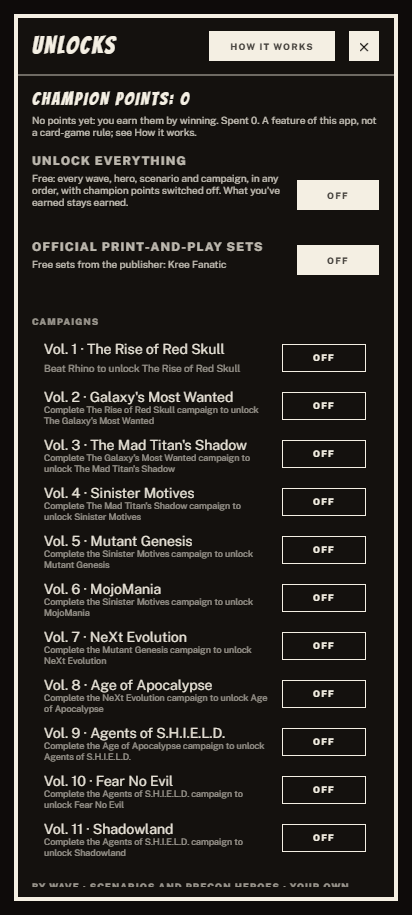 UNLOCKS
HOW IT WORKS
×
CHAMPION POINTS: 0
No points yet: you earn them by winning. Spent 0. A feature of this app, not
a card-game rule; see How it works.
UNLOCK EVERYTHING
Free: every wave, hero, scenario and campaign, in any
order, with champion points switched off. What you've
earned stays earned.
OFF
OFFICIAL PRINT-AND-PLAY SETS
Free sets from the publisher: Kree Fanatic
OFF
CAMPAIGNS
Vol. 1 · The Rise of Red Skull
Beat Rhino to unlock The Rise of Red Skull
OFF
Vol. 2 · Galaxy's Most Wanted
Complete The Rise of Red Skull campaign to unlock
The Galaxy's Most Wanted
OFF
Vol. 3 · The Mad Titan's Shadow
Complete The Galaxy's Most Wanted campaign to
unlock The Mad Titan's Shadow
OFF
Vol. 4 · Sinister Motives
Complete The Mad Titan's Shadow campaign to
unlock Sinister Motives
OFF
Vol. 5 · Mutant Genesis
Complete the Sinister Motives campaign to unlock
Mutant Genesis
OFF
Vol. 6 · MojoMania
Complete the Sinister Motives campaign to unlock
MojoMania
OFF
Vol. 7 · NeXt Evolution
Complete the Mutant Genesis campaign to unlock
NeXt Evolution
OFF
Vol. 8 · Age of Apocalypse
Complete the NeXt Evolution campaign to unlock Age
of Apocalypse
OFF
Vol. 9 · Agents of S.H.I.E.L.D.
Complete the Age of Apocalypse campaign to unlock
Agents of S.H.I.E.L.D.
OFF
Vol. 10 · Fear No Evil
Complete the Agents of S.H.I.E.L.D. campaign to
unlock Fear No Evil
OFF
Vol. 11 · Shadowland
Complete the Agents of S.H.I.E.L.D. campaign to
unlock Shadowland
OFF
BY WAVE · SCENARIOS AND PRECON HEROES · YOUR OWN